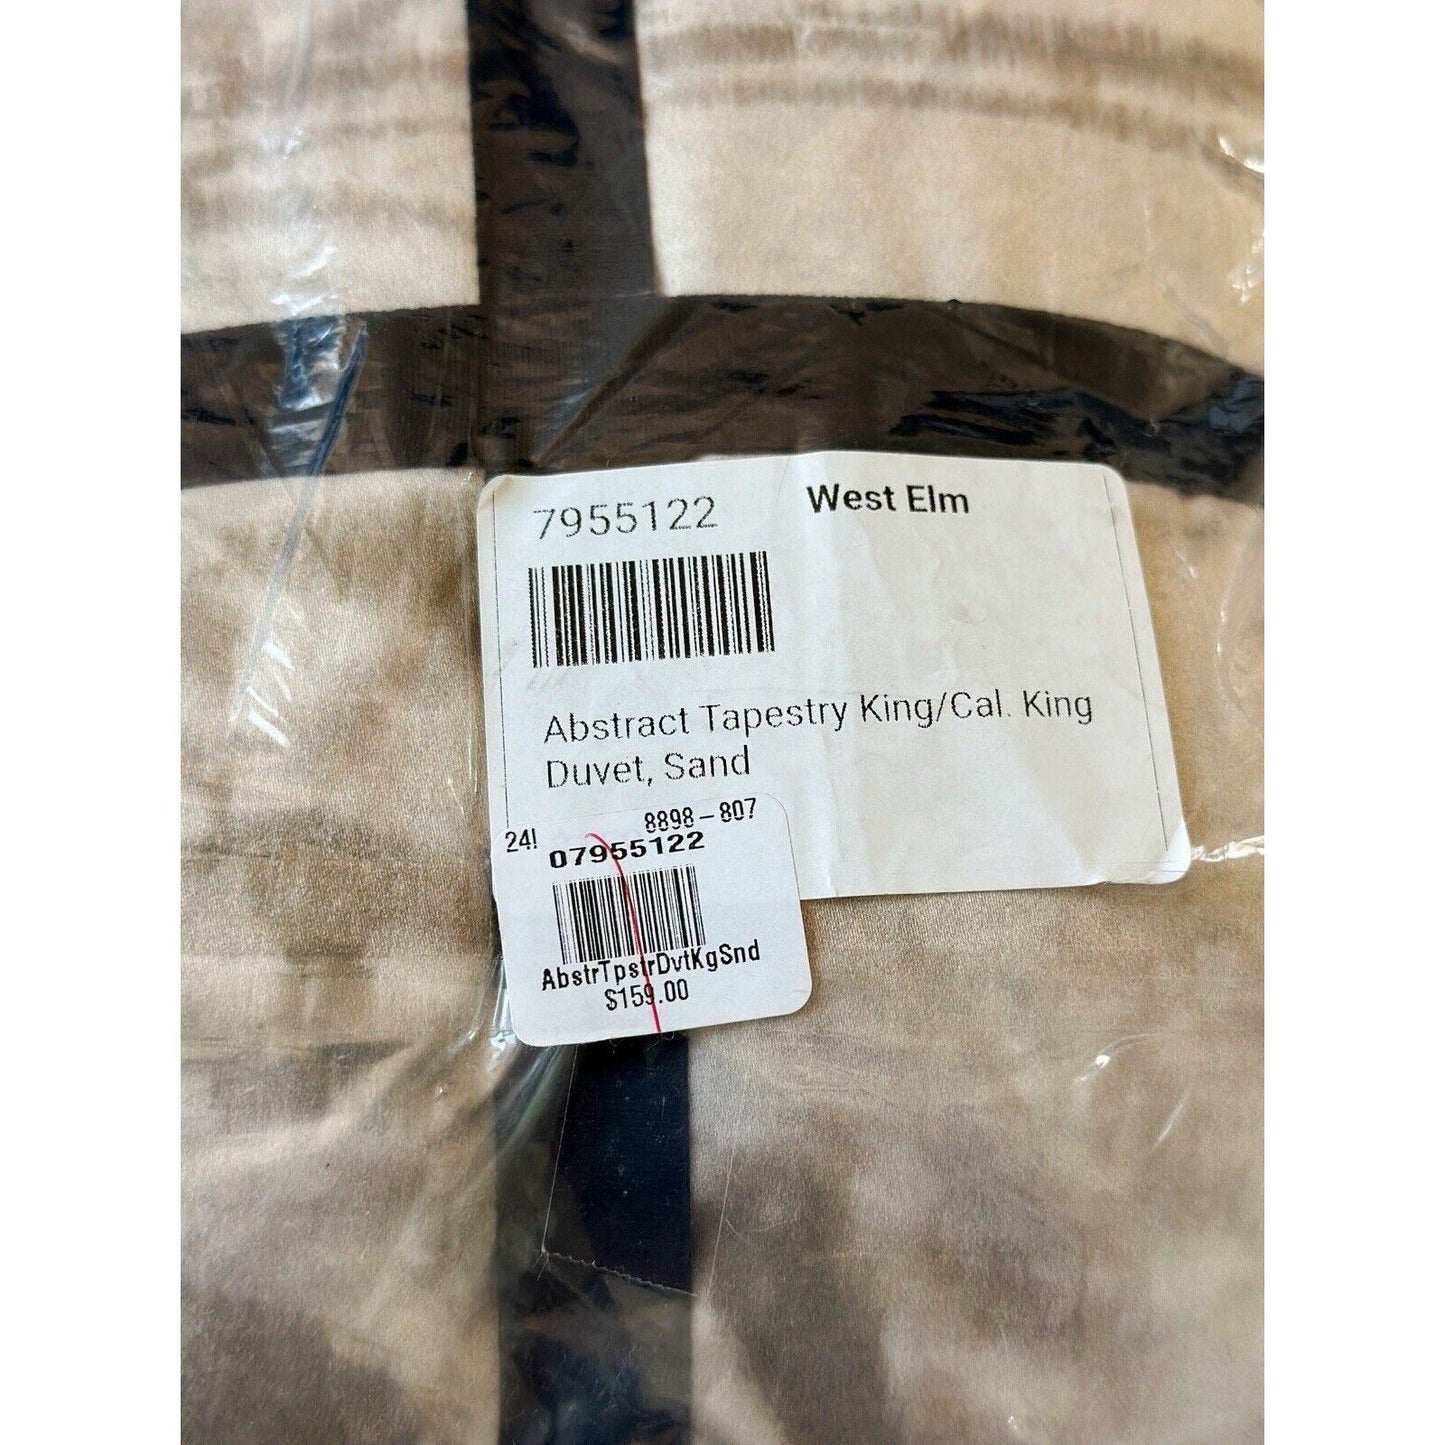 7955122
West Elm
Abstract Tapestry King/Cal. King
Duvet, Sand
24!
8898-807
07955122
AbstrTpstrDvtKgSnd
$159.00